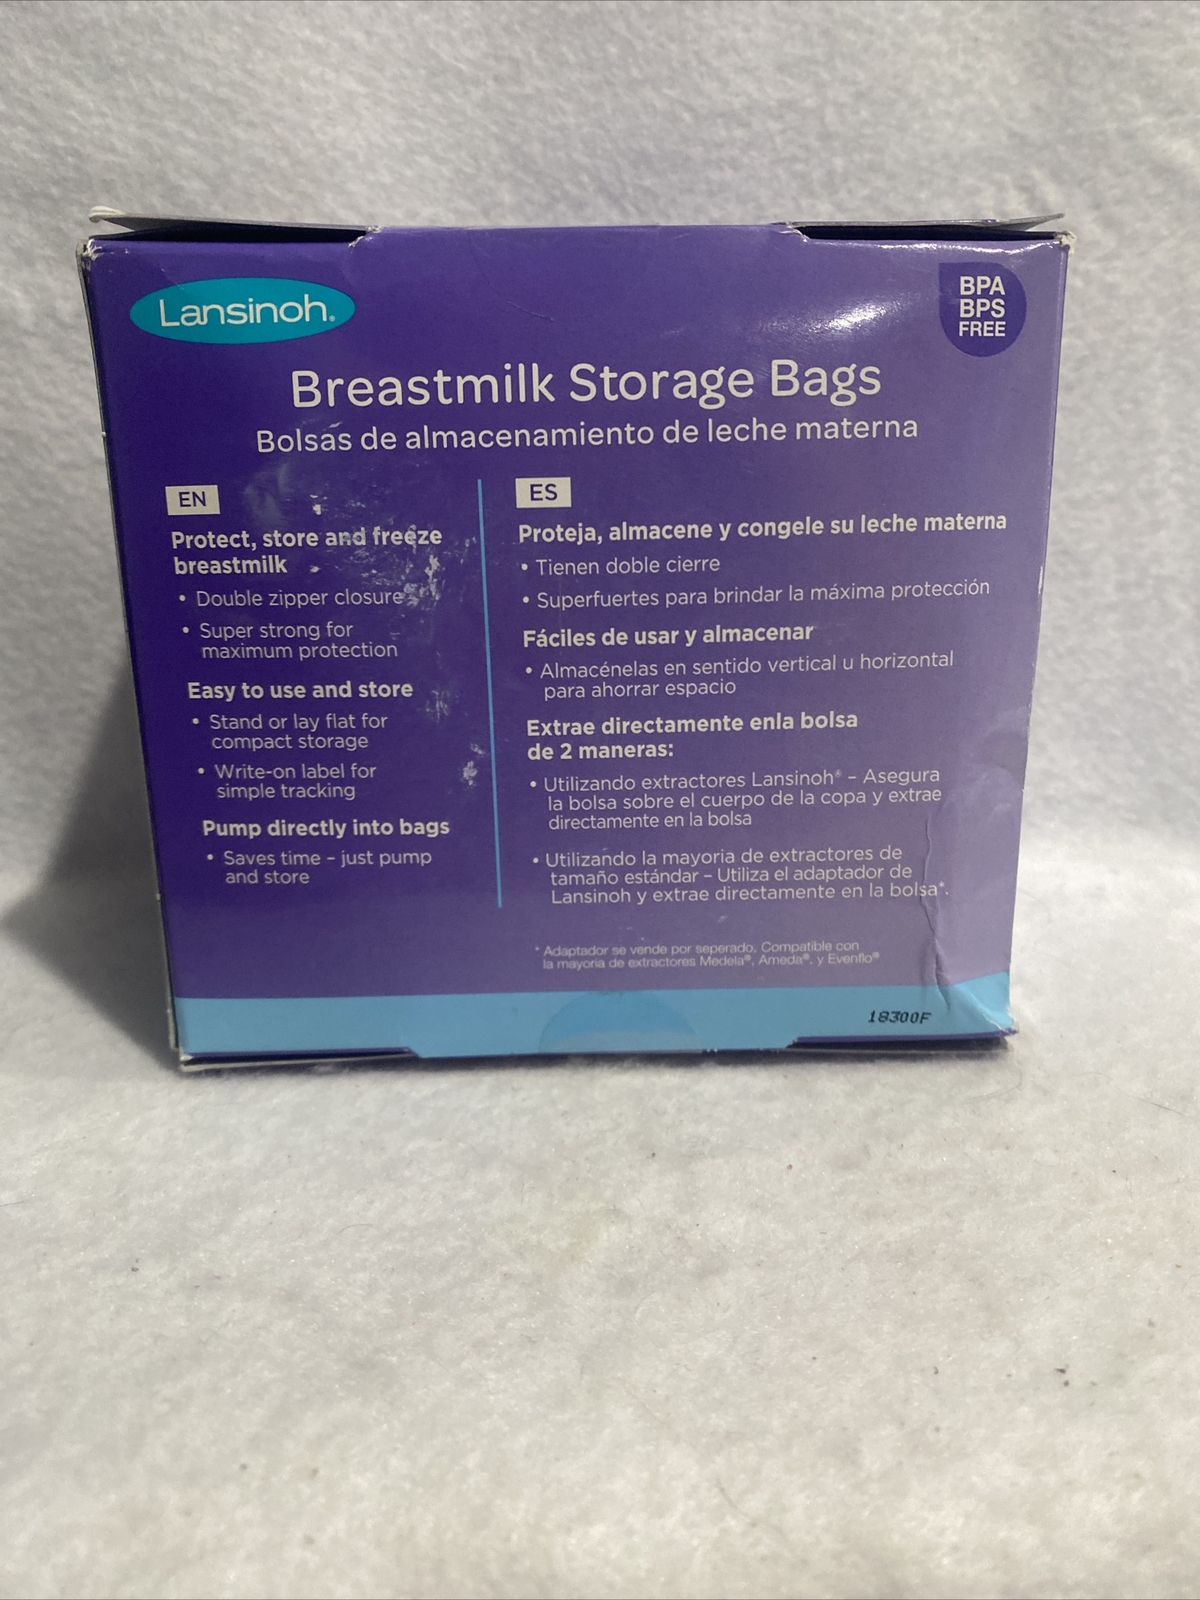 Lansinoh®
BPA
BPS
FREE
Breastmilk Storage Bags
Bolsas de almacenamiento de leche materna
EN
Protect, store and freeze
breastmilk
• Double zipper closure
• Super strong for
maximum protection
Easy to use and store
• Stand or lay flat for
compact storage
• Write-on label for
simple tracking
Pump directly into bags
• Saves time – just pump
and store
ES
Proteja, almacene y congele su leche materna
• Tienen doble cierre
• Superfuertes para brindar la máxima protección
Fáciles de usar y almacenar
• Almacénelas en sentido vertical u horizontal
para ahorrar espacio
Extrae directamente enla bolsa
de 2 maneras:
• Utilizando extractores Lansinoh® – Asegura
la bolsa sobre el cuerpo de la copa y extrae
directamente en la bolsa
• Utilizando la mayoria de extractores de
tamaño estándar – Utiliza el adaptador de
Lansinoh y extrae directamente en la bolsa*.
* Adaptador se vende por seperado. Compatible con
la mayoria de extractores Medela®, Ameda®, y Evenflo®
18300F